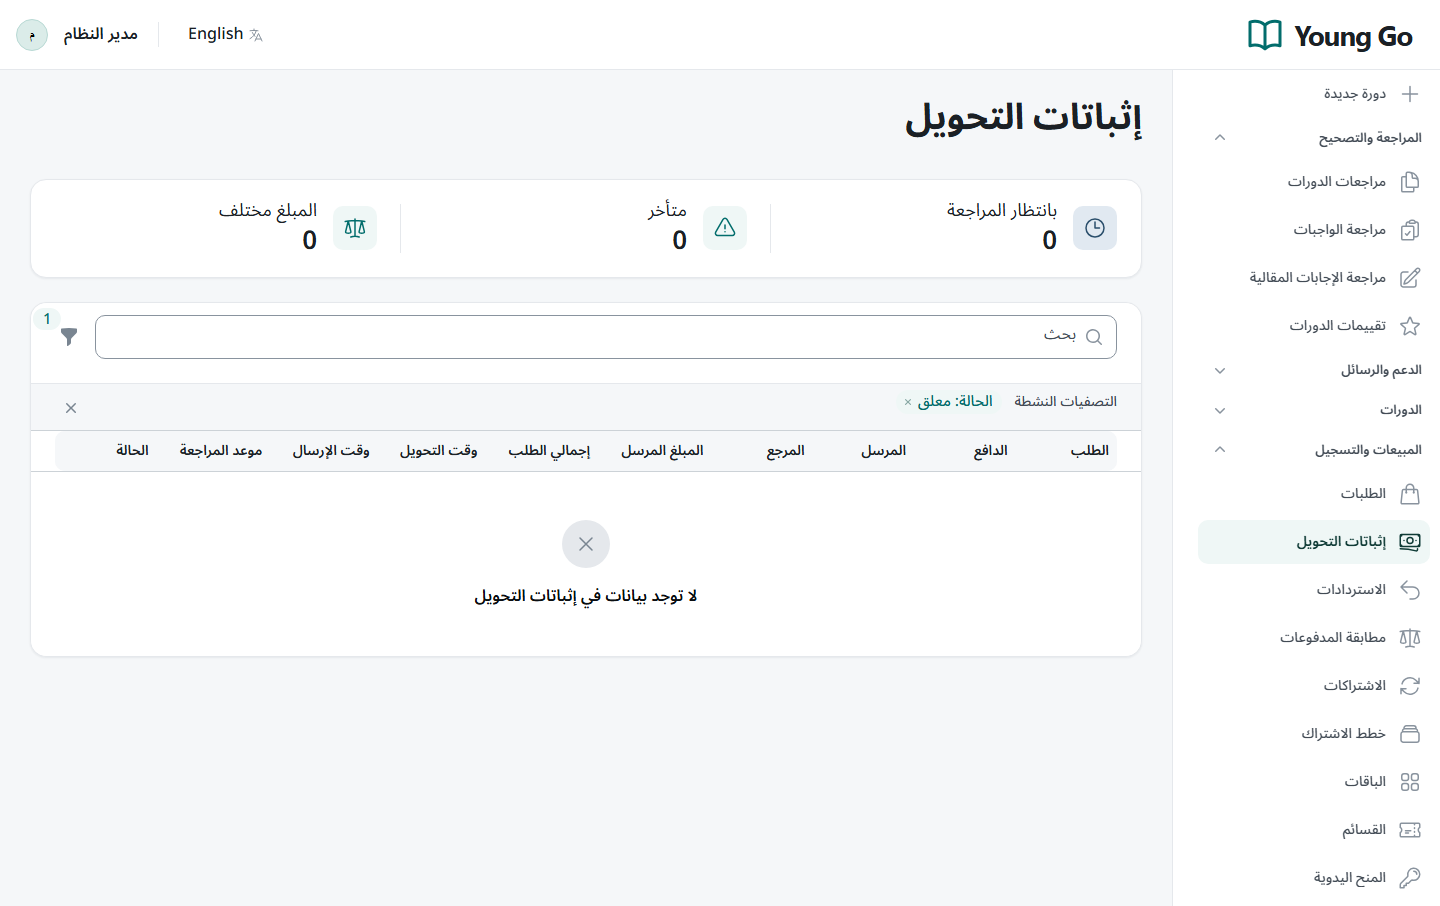 Young Go
English
مدير النظام
م
دورة جديدة
المراجعة والتصحيح
مراجعات الدورات
مراجعة الواجبات
مراجعة الإجابات المقالية
تقييمات الدورات
الدعم والرسائل
الدورات
المبيعات والتسجيل
الطلبات
إثباتات التحويل
الاستردادات
مطابقة المدفوعات
الاشتراكات
خطط الاشتراك
الباقات
القسائم
المنح اليدوية
إثباتات التحويل
بانتظار المراجعة
0
متأخر
0
المبلغ مختلف
0
بحث
1
التصفيات النشطة الحالة: معلق
الطلب الدافع المرسل المرجع المبلغ المرسل إجمالي الطلب وقت التحويل وقت الإرسال موعد المراجعة الحالة
لا توجد بيانات في إثباتات التحويل